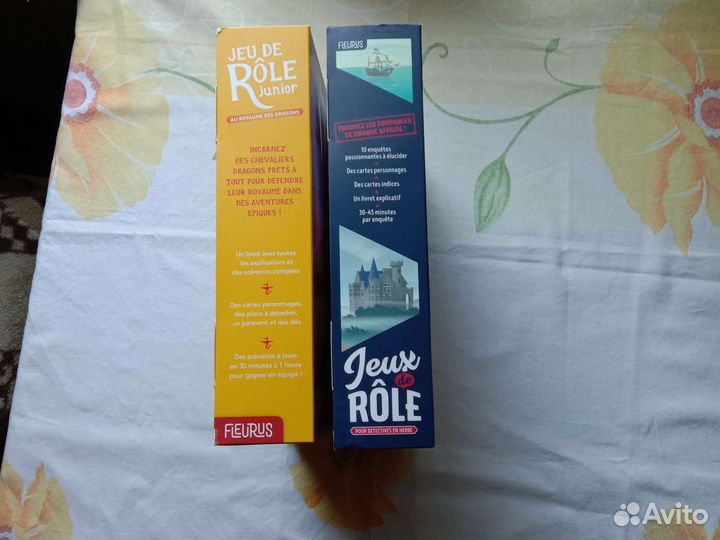 JEU DE
RÔLE
junior
AU ROYAUME DES DRAGONS
INCARNEZ
DES CHEVALIERS
DRAGONS PRÊTS À
TOUT POUR DÉFENDRE
LEUR ROYAUME DANS
DES AVENTURES
ÉPIQUES !
Un livret avec toutes
les explications et
des scénarios complets
Des cartes personnages,
des pions à détacher,
un paravent et des dés
Des scénarios à jouer
en 30 minutes à 1 heure
pour gagner en équipe !
FLEURUS
FLEURUS
TROUVEZ LES COUPABLES
DE CHAQUE AFFAIRE !
10 enquêtes
passionnantes à élucider
Des cartes personnages
Des cartes indices
Un livret explicatif
30-45 minutes
par enquête
Jeux
de
RÔLE
POUR DÉTECTIVES EN HERBE
Avito